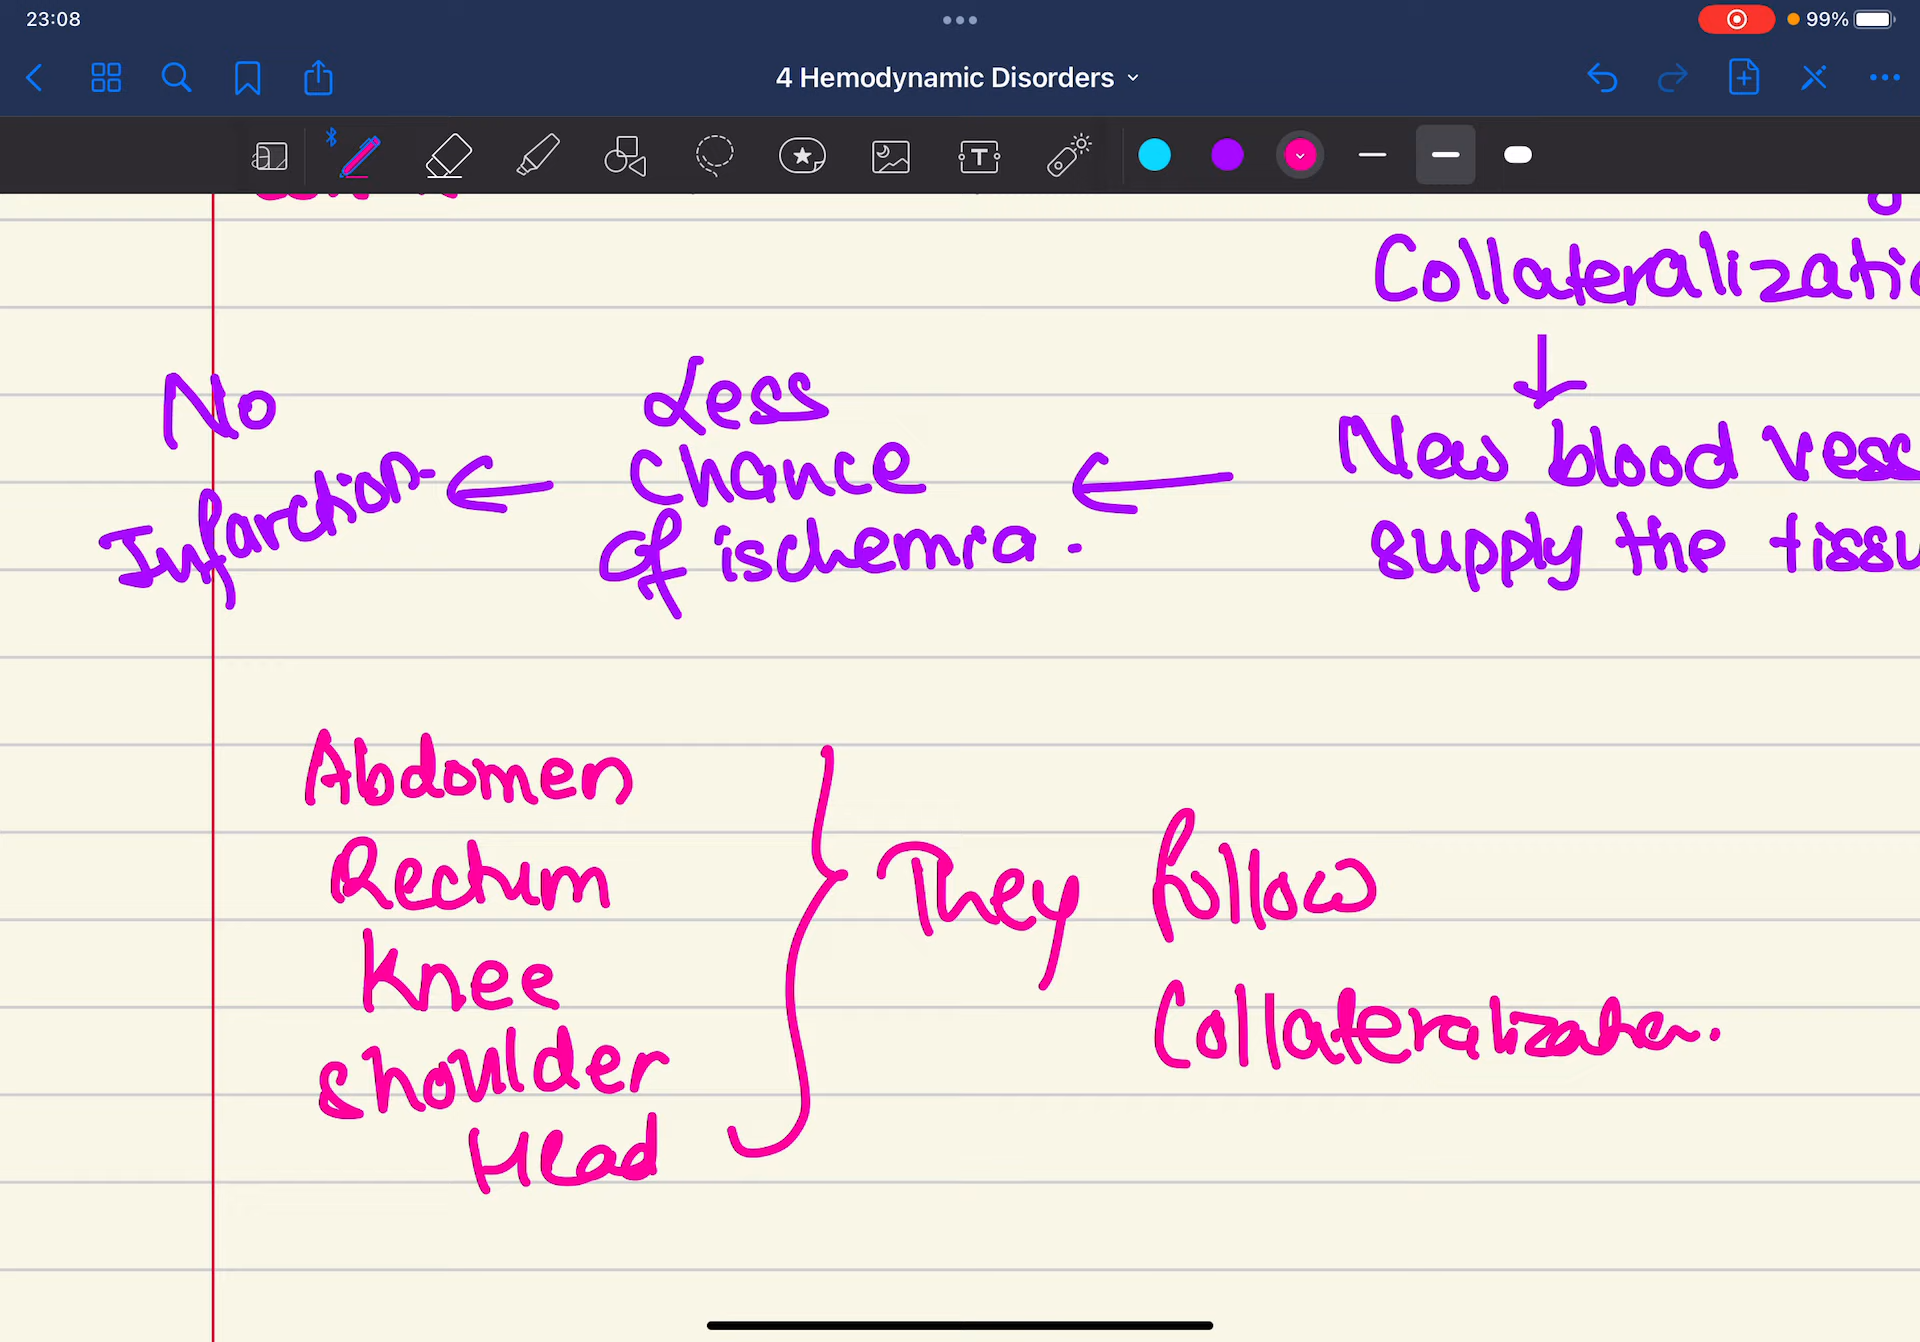 23:08
99%
4 Hemodynamic Disorders
Collateralizatio
No
Less
New blood vess
Infarction
chance
supply the tissu
of ischemia.
Abdomen
Rectum
They follow
Knee
Collateralization.
shoulder
Head